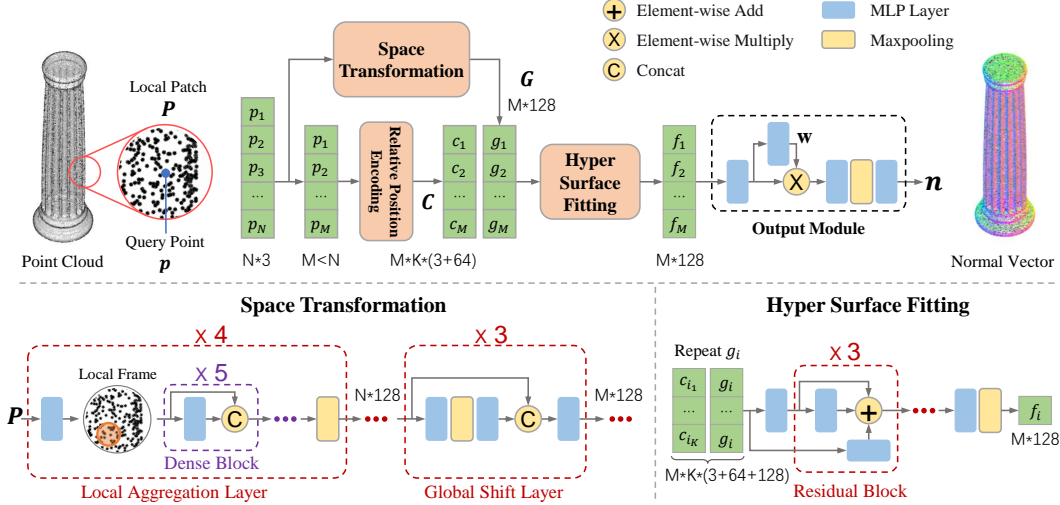 Point Cloud
Local Patch
P
Query Point
p
p1
p2
p3
...
pN
N*3
p1
p2
...
pM
M<N
Space
Transformation
Relative Position
Encoding
C
G
M*128
c1
c2
...
cM
g1
g2
...
gM
M*K*(3+64)
Hyper
Surface
Fitting
f1
f2
...
fM
M*128
+ Element-wise Add
X Element-wise Multiply
C Concat
MLP Layer
Maxpooling
w
X
n
Output Module
Normal Vector
Space Transformation
X 4
P
Local Frame
X 5
C
Dense Block
Local Aggregation Layer
N*128
X 3
C
Global Shift Layer
M*128
Hyper Surface Fitting
Repeat gi
ci1
...
ciK
gi
...
gi
M*K*(3+64+128)
X 3
+
Residual Block
fi
M*128